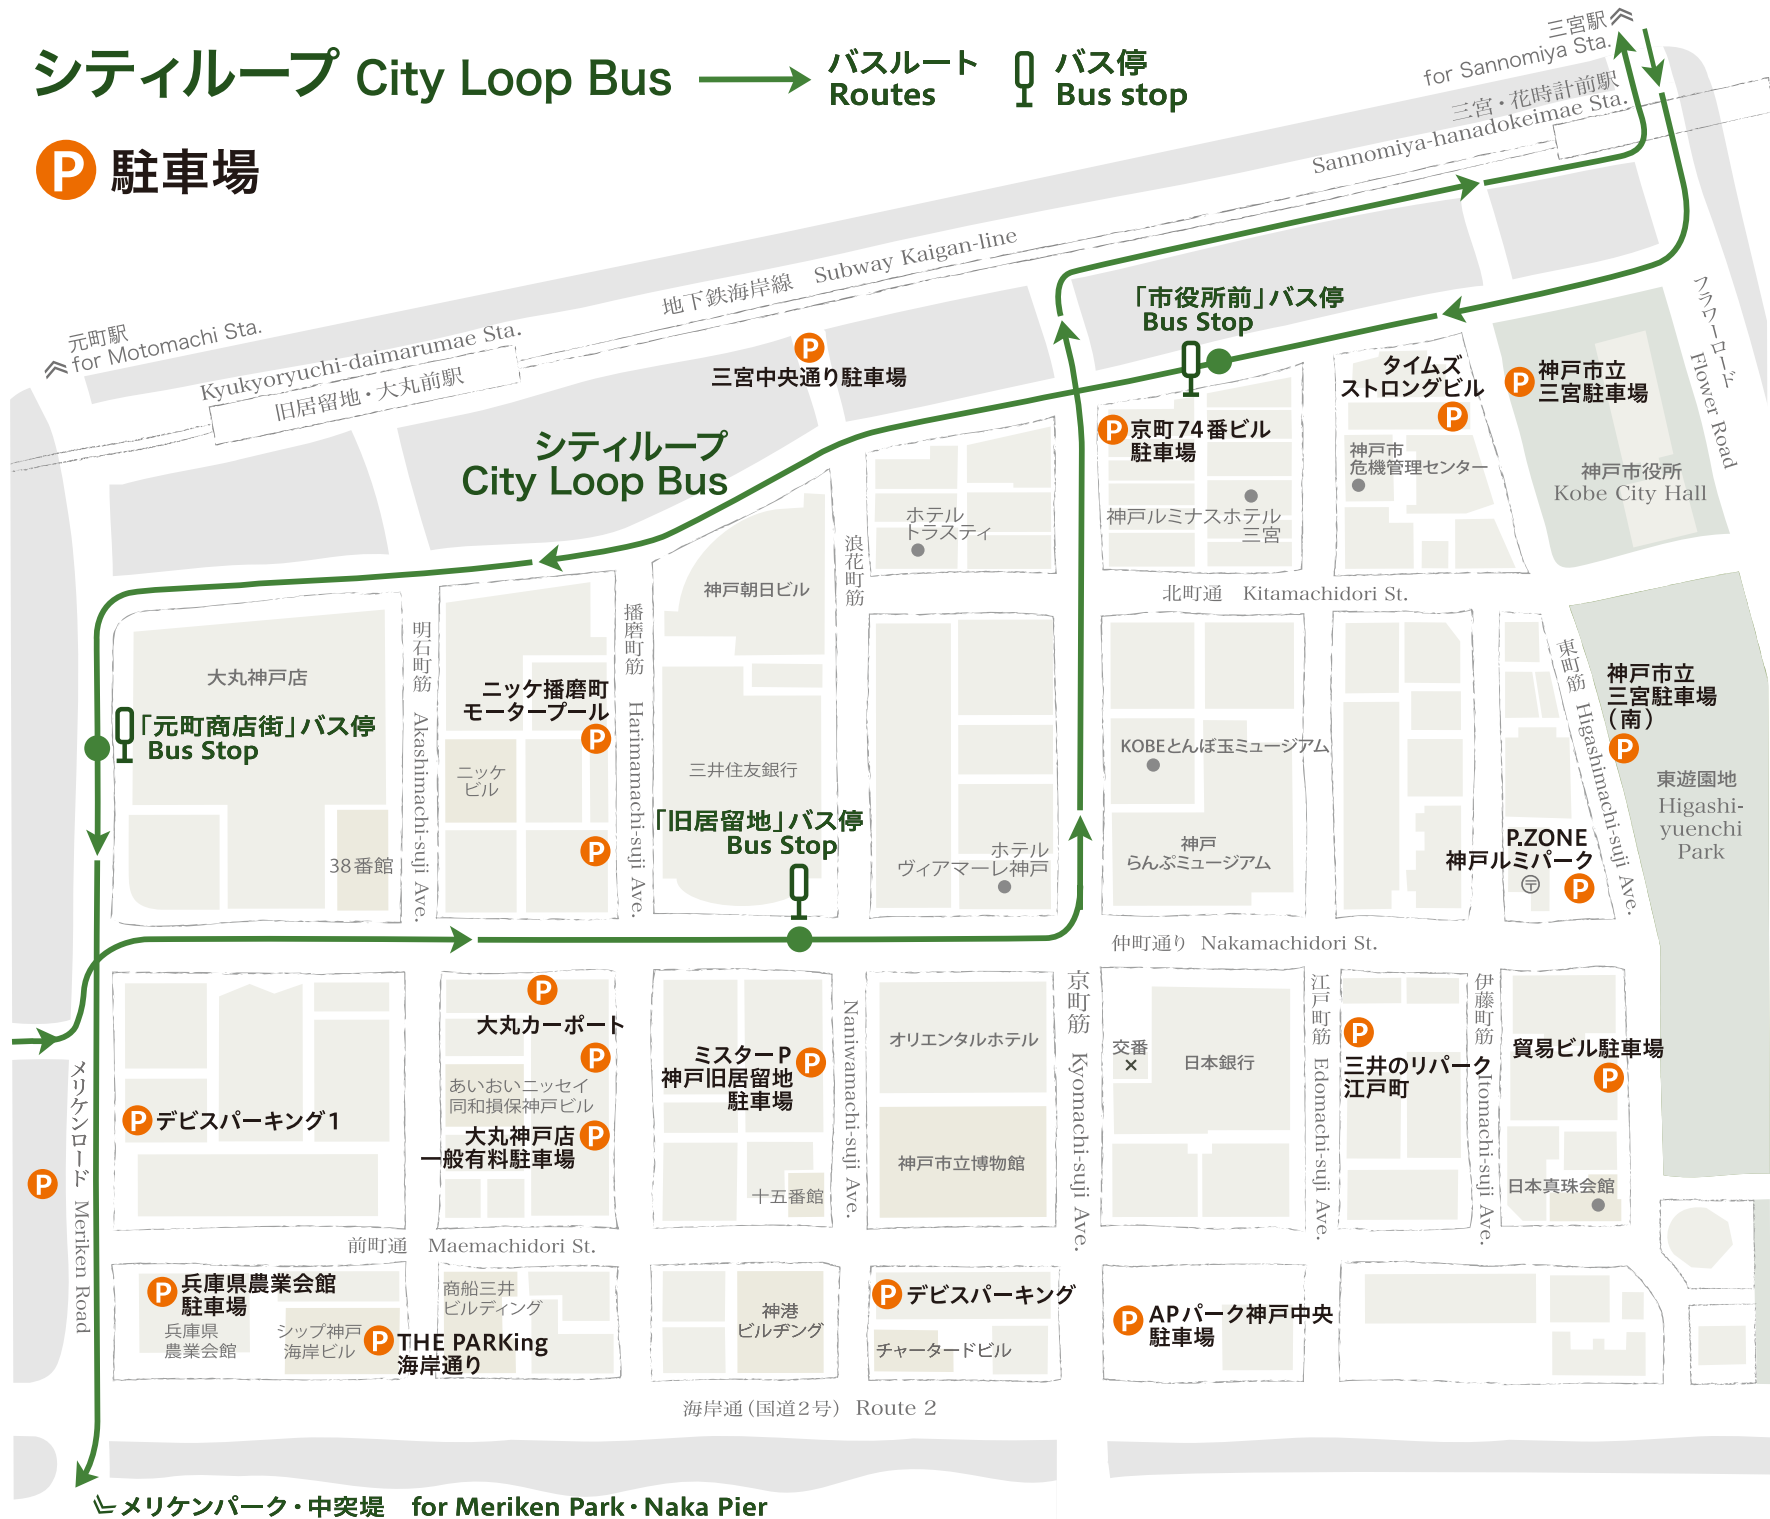 シティループ City Loop Bus
バスルート
Routes
バス停
Bus stop
P 駐車場
三宮駅
for Sannomiya Sta.
三宮・花時計前駅
Sannomiya-hanadokeimae Sta.
地下鉄海岸線 Subway Kaigan-line
元町駅
for Motomachi Sta.
Kyukyoryuchi-daimarumae Sta.
旧居留地・大丸前駅
P
三宮中央通り駐車場
「市役所前」バス停
Bus Stop
フラワーロード
Flower Road
シティループ
City Loop Bus
P 京町74番ビル
駐車場
タイムズ
ストロングビル
P
P 神戸市立
三宮駐車場
神戸市
危機管理センター
神戸市役所
Kobe City Hall
ホテル
トラスティ
神戸ルミナスホテル
三宮
浪花町筋
神戸朝日ビル
北町通 Kitamachidori St.
大丸神戸店
明石町筋 Akashimachi-suji Ave.
播磨町筋 Harimamachi-suji Ave.
ニッケ播磨町
モータープール
P
「元町商店街」バス停
Bus Stop
ニッケ
ビル
三井住友銀行
KOBEとんぼ玉ミュージアム
東町筋 Higashimachi-suji Ave.
神戸市立
三宮駐車場
(南)
P
東遊園地
Higashi-
yuenchi
Park
「旧居留地」バス停
Bus Stop
38番館
P
ホテル
ヴィアマーレ神戸
神戸
らんぷミュージアム
P.ZONE
神戸ルミパーク
〒
P
仲町通り Nakamachidori St.
P
大丸カーポート
P
あいおいニッセイ
同和損保神戸ビル
大丸神戸店 P
一般有料駐車場
ミスターP P
神戸旧居留地
駐車場
十五番館
Naniwamachi-suji Ave.
オリエンタルホテル
神戸市立博物館
京町筋 Kyomachi-suji Ave.
交番
×
日本銀行
江戸町筋 Edomachi-suji Ave.
P
三井のリパーク
江戸町
伊藤町筋 Itomachi-suji Ave.
貿易ビル駐車場
P
日本真珠会館
メリケンロード Meriken Road
P
P デビスパーキング1
前町通 Maemachidori St.
P 兵庫県農業会館
駐車場
兵庫県
農業会館
シップ神戸
海岸ビル
P THE PARKing
海岸通り
商船三井
ビルディング
神港
ビルヂング
P デビスパーキング
チャータードビル
P APパーク神戸中央
駐車場
海岸通(国道2号) Route 2
メリケンパーク・中突堤 for Meriken Park・Naka Pier